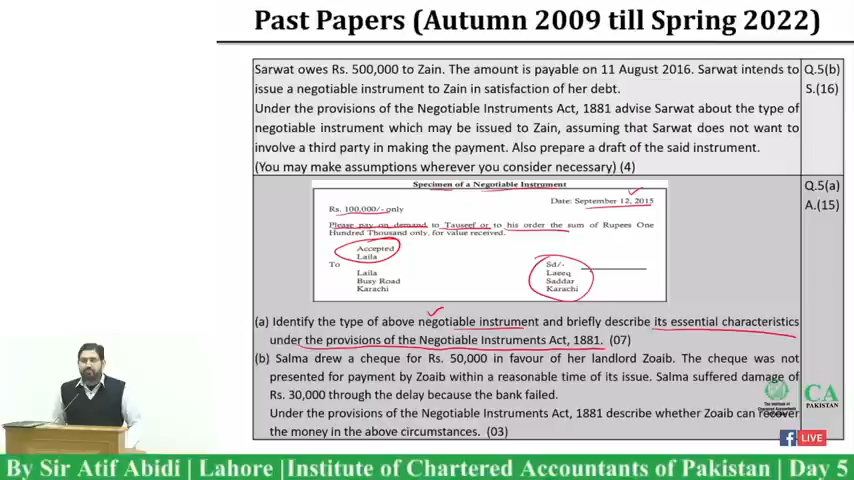 Past Papers (Autumn 2009 till Spring 2022)
Sarwat owes Rs. 500,000 to Zain. The amount is payable on 11 August 2016. Sarwat intends to
issue a negotiable instrument to Zain in satisfaction of her debt.
Under the provisions of the Negotiable Instruments Act, 1881 advise Sarwat about the type of
negotiable instrument which may be issued to Zain, assuming that Sarwat does not want to
involve a third party in making the payment. Also prepare a draft of the said instrument.
(You may make assumptions wherever you consider necessary) (4)
Q.5(b)
S.(16)
Specimen of a Negotiable Instrument
Date: September 12, 2015
Rs. 100,000/- only
Please pay on demand to Tauseef or to his order the sum of Rupees One
Hundred Thousand only, for value received.
Accepted
Laila
To
Laila
Busy Road
Karachi
Sd/-
Laeeq
Saddar
Karachi
Q.5(a)
A.(15)
(a) Identify the type of above negotiable instrument and briefly describe its essential characteristics
under the provisions of the Negotiable Instruments Act, 1881. (07)
(b) Salma drew a cheque for Rs. 50,000 in favour of her landlord Zoaib. The cheque was not
presented for payment by Zoaib within a reasonable time of its issue. Salma suffered damage of
Rs. 30,000 through the delay because the bank failed.
Under the provisions of the Negotiable Instruments Act, 1881 describe whether Zoaib can recover
the money in the above circumstances. (03)
CA
PAKISTAN
LIVE
By Sir Atif Abidi | Lahore |Institute of Chartered Accountants of Pakistan | Day 5